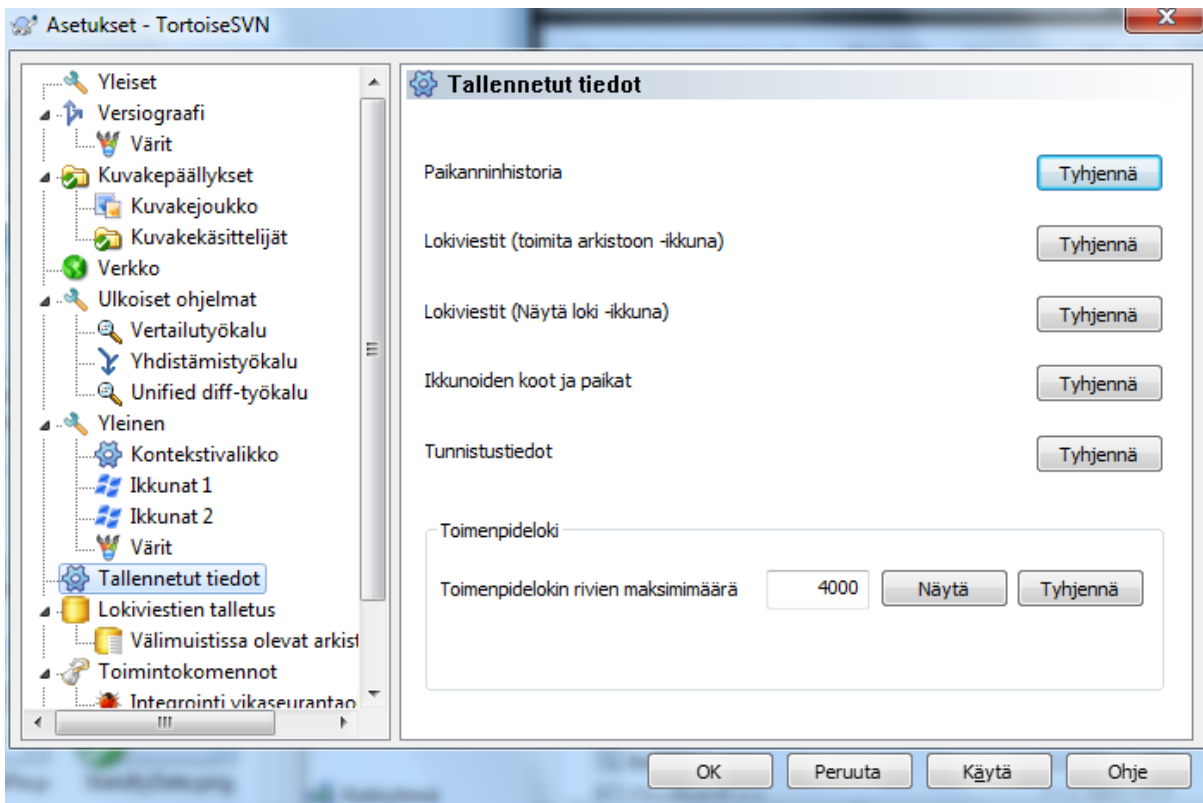 Asetukset - TortoiseSVN
Yleiset
Versiograafi
Värit
Kuvakepäällykset
Kuvakejoukko
Kuvakekäsittelijät
Verkko
Ulkoiset ohjelmat
Vertailutyökalu
Yhdistämistyökalu
Unified diff-työkalu
Yleinen
Kontekstivalikko
Ikkunat 1
Ikkunat 2
Värit
Tallennetut tiedot
Lokiviestien talletus
Välimuistissa olevat arkist
Toimintokomennot
Integrointi vikaseurantao
Tallennetut tiedot
Paikanninhistoria Tyhjennä
Lokiviestit (toimita arkistoon -ikkuna) Tyhjennä
Lokiviestit (Näytä loki -ikkuna) Tyhjennä
Ikkunoiden koot ja paikat Tyhjennä
Tunnistustiedot Tyhjennä
Toimenpideloki
Toimenpidelokin rivien maksimimäärä 4000 Näytä Tyhjennä
OK Peruuta Käytä Ohje